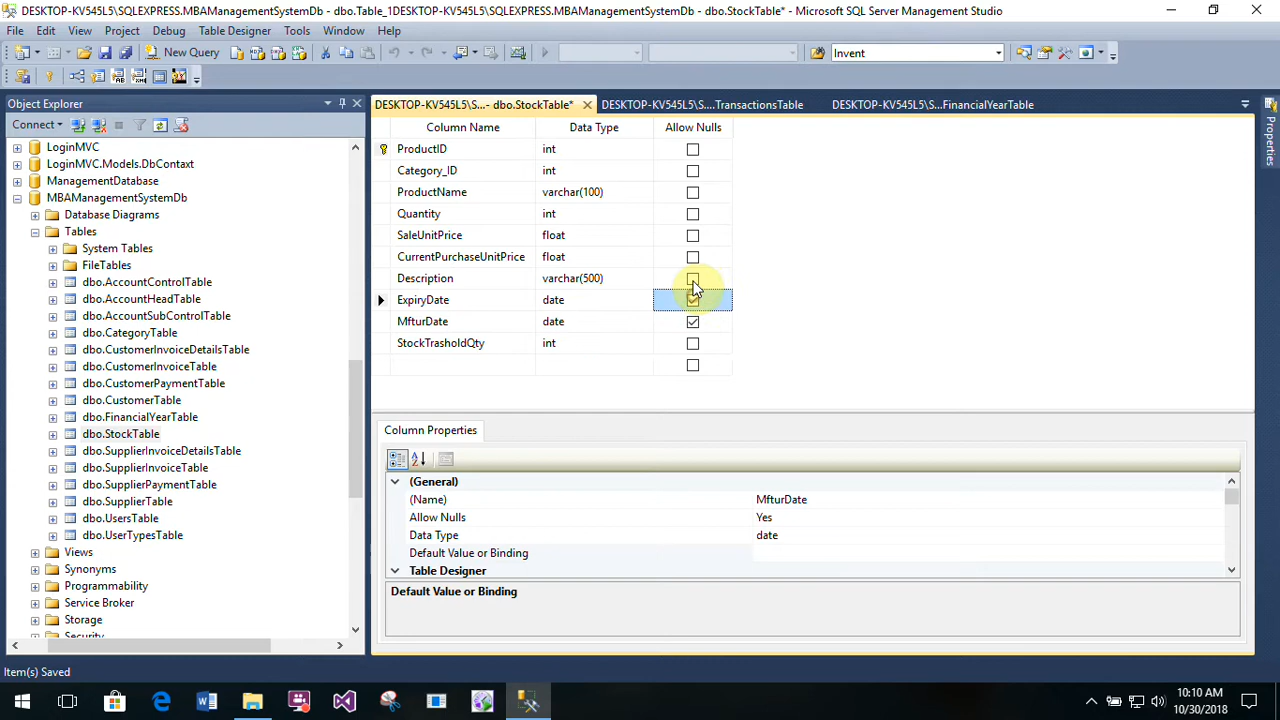 DESKTOP-KV545L5\SQLEXPRESS.MBAManagementSystemDb - dbo.Table_1DESKTOP-KV545L5\SQLEXPRESS.MBAManagementSystemDb - dbo.StockTable* - Microsoft SQL Server Management Studio
File Edit View Project Debug Table Designer Tools Window Help
New Query Invent
Object Explorer
DESKTOP-KV545L5\S...- dbo.StockTable* DESKTOP-KV545L5\S....TransactionsTable DESKTOP-KV545L5\S...FinancialYearTable
Properties
Connect
LoginMVC
LoginMVC.Models.DbContaxt
ManagementDatabase
MBAManagementSystemDb
Database Diagrams
Tables
System Tables
FileTables
dbo.AccountControlTable
dbo.AccountHeadTable
dbo.AccountSubControlTable
dbo.CategoryTable
dbo.CustomerInvoiceDetailsTable
dbo.CustomerInvoiceTable
dbo.CustomerPaymentTable
dbo.CustomerTable
dbo.FinancialYearTable
dbo.StockTable
dbo.SupplierInvoiceDetailsTable
dbo.SupplierInvoiceTable
dbo.SupplierPaymentTable
dbo.SupplierTable
dbo.UsersTable
dbo.UserTypesTable
Views
Synonyms
Programmability
Service Broker
Storage
Security
Column Name Data Type Allow Nulls
ProductID int
Category_ID int
ProductName varchar(100)
Quantity int
SaleUnitPrice float
CurrentPurchaseUnitPrice float
Description varchar(500)
ExpiryDate date
MfturDate date
StockTrasholdQty int
Column Properties
(General)
(Name) MfturDate
Allow Nulls Yes
Data Type date
Default Value or Binding
Table Designer
Default Value or Binding
Item(s) Saved
10:10 AM
10/30/2018